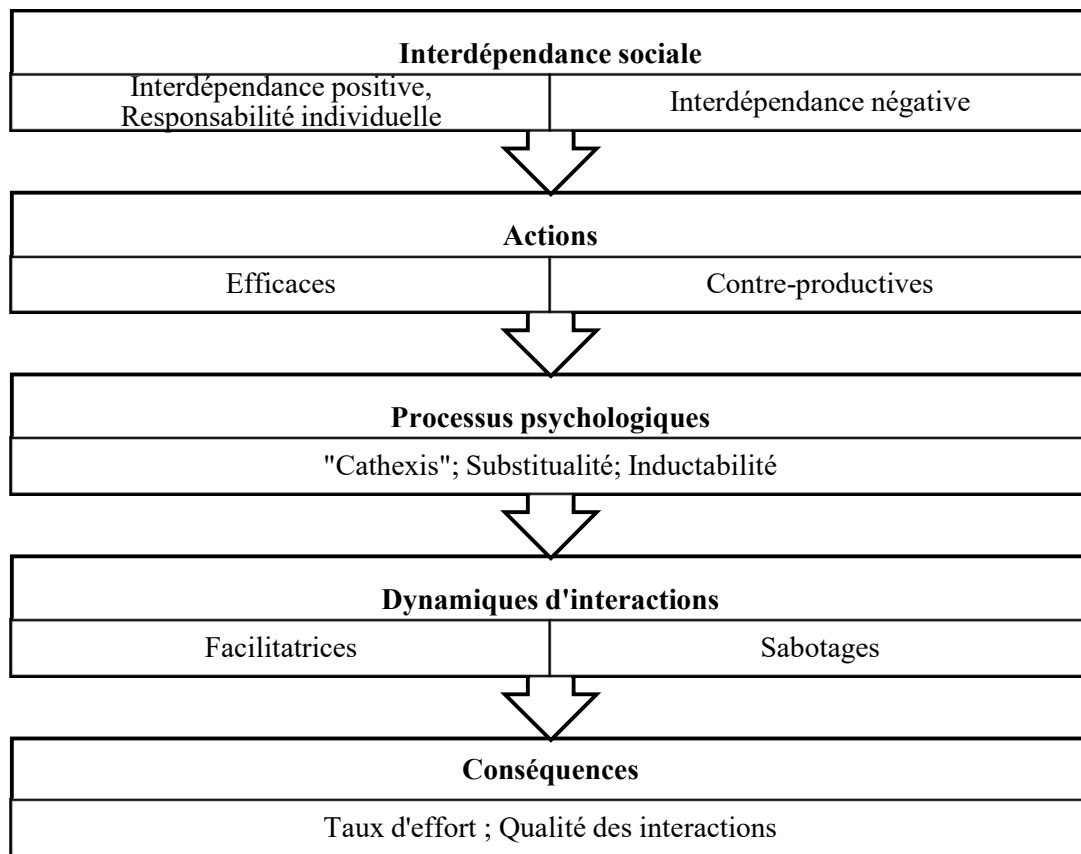 Interdépendance sociale
Interdépendance positive,
Responsabilité individuelle
Interdépendance négative
Actions
Efficaces
Contre-productives
Processus psychologiques
"Cathexis"; Substitualité; Inductabilité
Dynamiques d'interactions
Facilitatrices
Sabotages
Conséquences
Taux d'effort ; Qualité des interactions